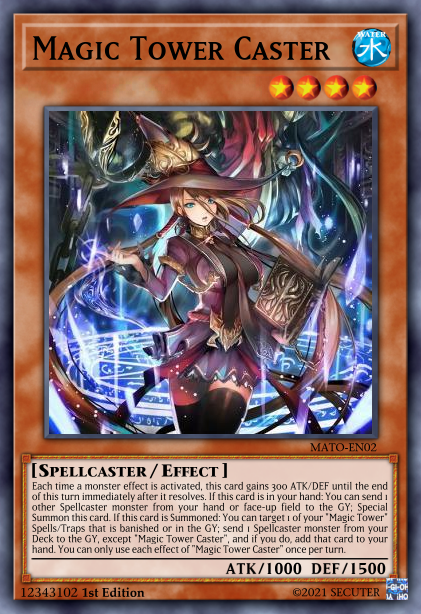 Magic Tower Caster
WATER
水
MATO-EN02
[Spellcaster / Effect]
Each time a monster effect is activated, this card gains 300 ATK/DEF until the end
of this turn immediately after it resolves. If this card is in your hand: You can send 1
other Spellcaster monster from your hand or face-up field to the GY; Special
Summon this card. If this card is Summoned: You can target 1 of your "Magic Tower"
Spells/Traps that is banished or in the GY; send 1 Spellcaster monster from your
Deck to the GY, except "Magic Tower Caster", and if you do, add that card to
your hand. You can only use each effect of "Magic Tower Caster" once per turn.
ATK/1000 DEF/1500
12343102 1st Edition
©2021 SECUTER